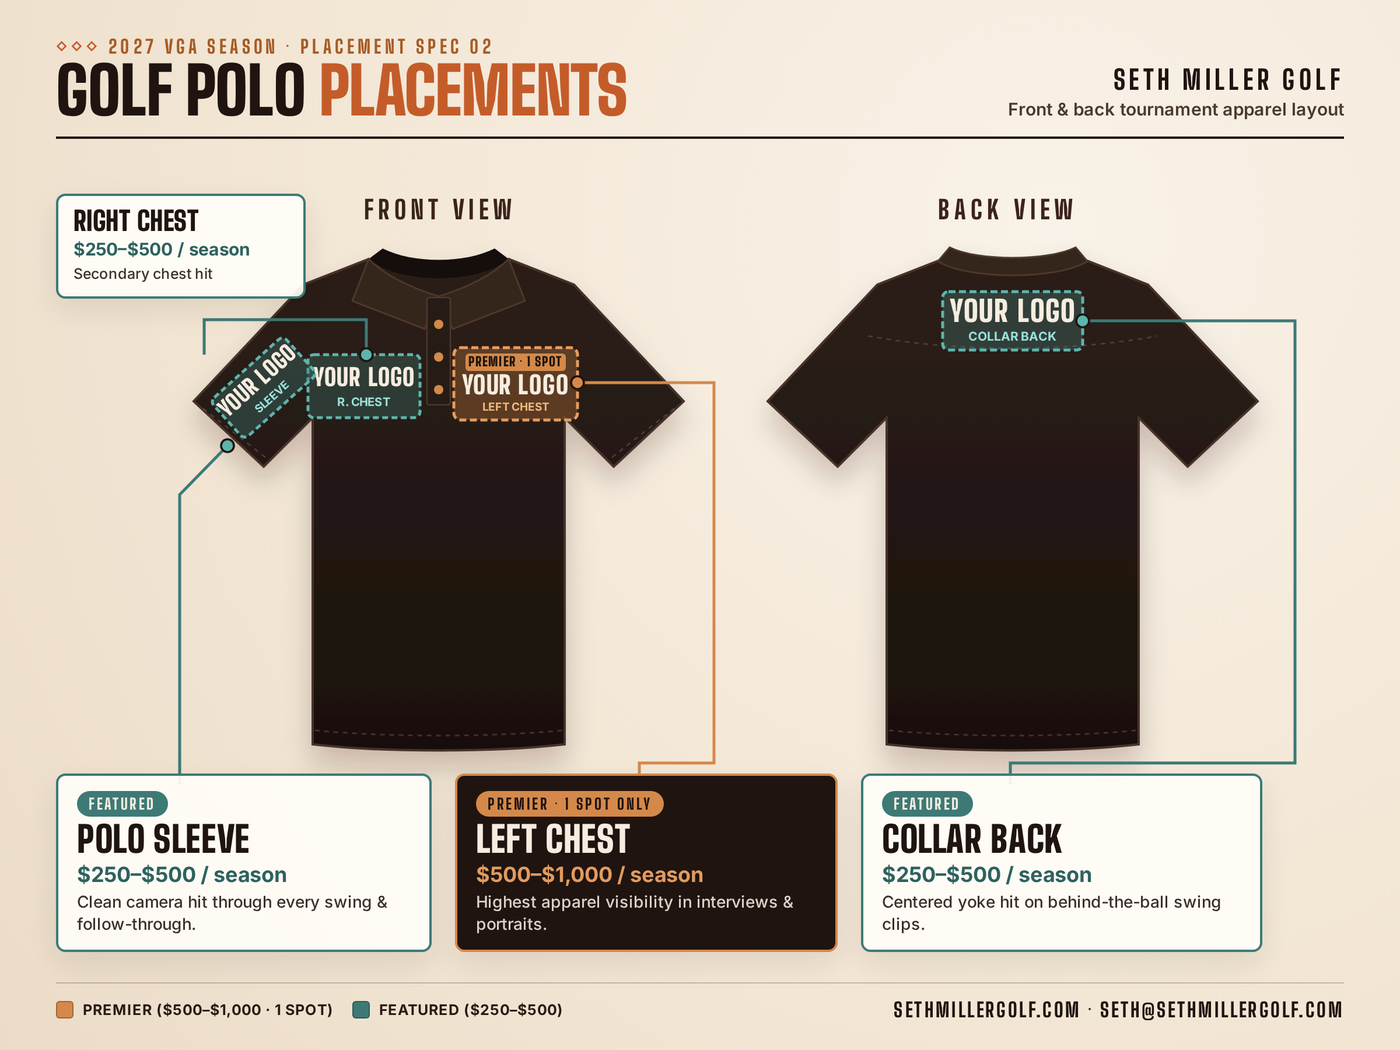 2027 VGA SEASON · PLACEMENT SPEC 02
GOLF POLO PLACEMENTS
SETH MILLER GOLF
Front & back tournament apparel layout
RIGHT CHEST
$250–$500 / season
Secondary chest hit
FRONT VIEW
BACK VIEW
YOUR LOGO
SLEEVE
YOUR LOGO
R. CHEST
PREMIER · 1 SPOT
YOUR LOGO
LEFT CHEST
YOUR LOGO
COLLAR BACK
FEATURED
POLO SLEEVE
$250–$500 / season
Clean camera hit through every swing &
follow-through.
PREMIER · 1 SPOT ONLY
LEFT CHEST
$500–$1,000 / season
Highest apparel visibility in interviews &
portraits.
FEATURED
COLLAR BACK
$250–$500 / season
Centered yoke hit on behind-the-ball swing
clips.
PREMIER ($500–$1,000 · 1 SPOT)
FEATURED ($250–$500)
SETHMILLERGOLF.COM · SETH@SETHMILLERGOLF.COM